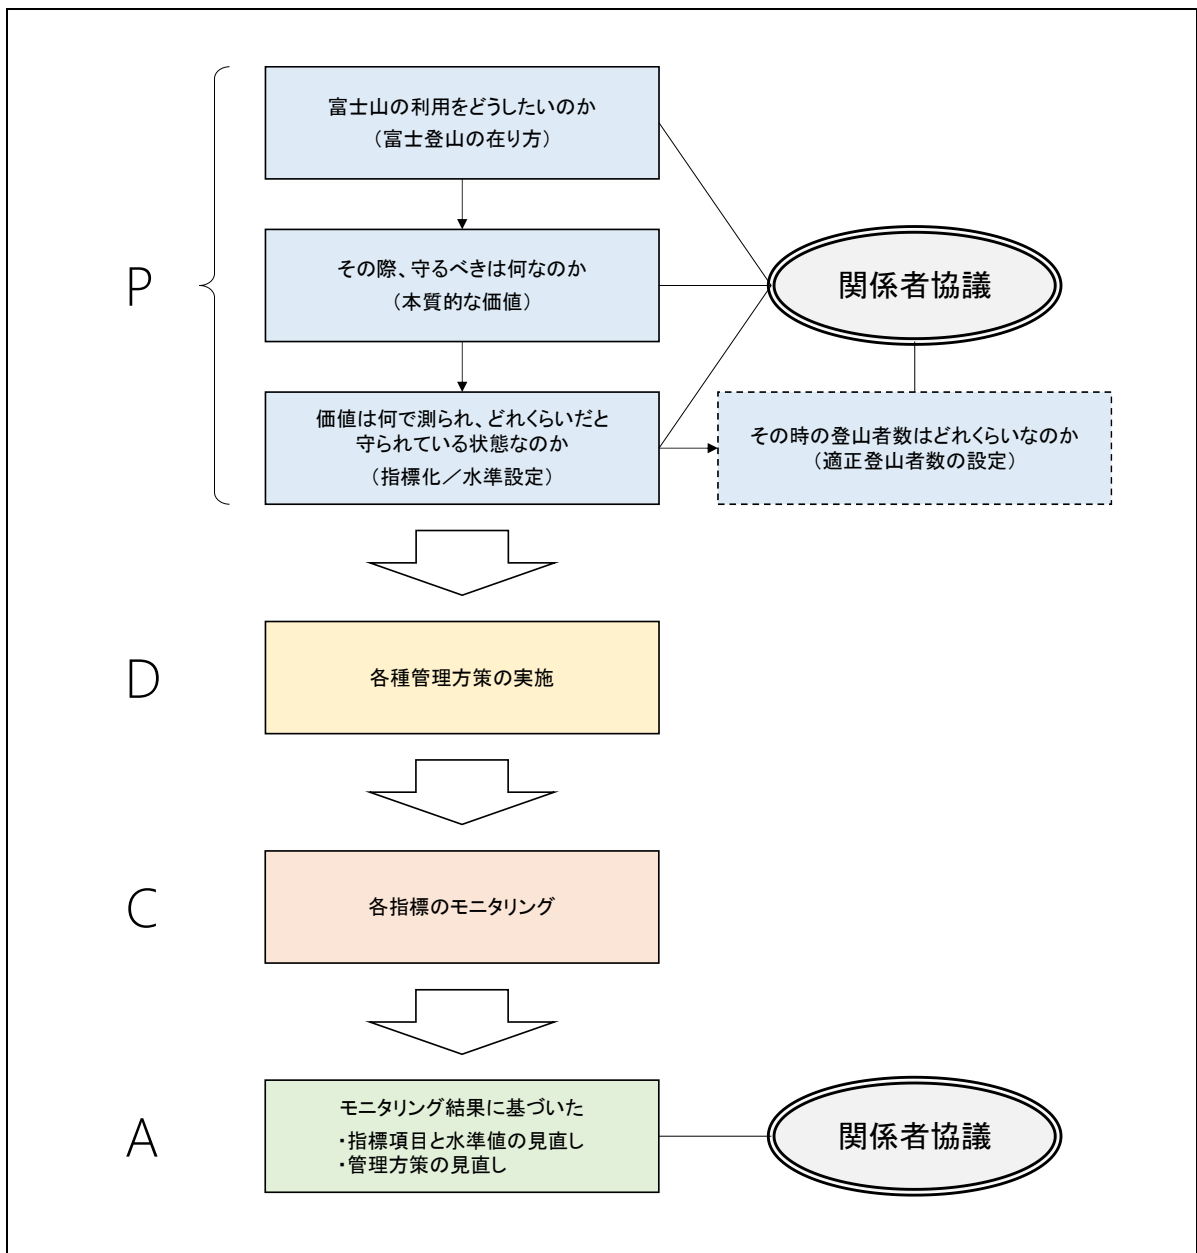 P
富士山の利用をどうしたいのか
（富士登山の在り方）
その際、守るべきは何なのか
（本質的な価値）
関係者協議
価値は何で測られ、どれくらいだと
守られている状態なのか
（指標化／水準設定）
その時の登山者数はどれくらいなのか
（適正登山者数の設定）
D
各種管理方策の実施
C
各指標のモニタリング
A
モニタリング結果に基づいた
・指標項目と水準値の見直し
・管理方策の見直し
関係者協議